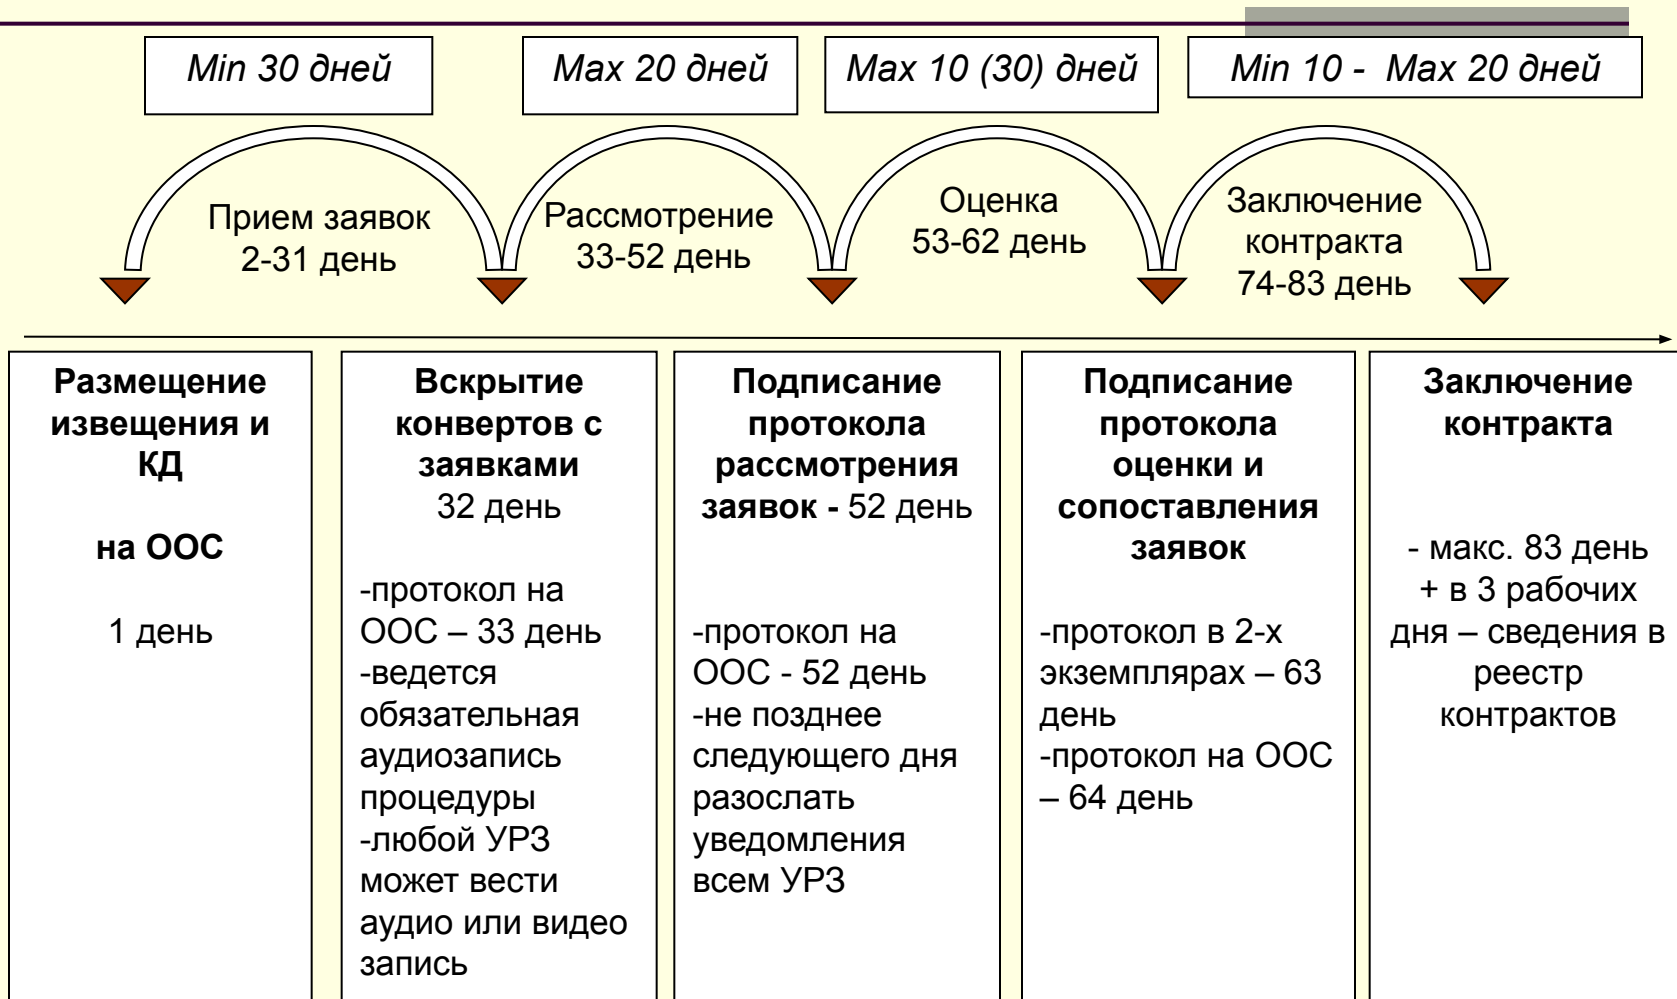 Min 30 дней
Max 20 дней
Max 10 (30) дней
Min 10 - Max 20 дней
Прием заявок
2-31 день
Рассмотрение
33-52 день
Оценка
53-62 день
Заключение
контракта
74-83 день
Размещение
извещения и
КД
на ООС
1 день
Вскрытие
конвертов с
заявками
32 день
-протокол на
ООС – 33 день
-ведется
обязательная
аудиозапись
процедуры
-любой УРЗ
может вести
аудио или видео
запись
Подписание
протокола
рассмотрения
заявок - 52 день
-протокол на
ООС - 52 день
-не позднее
следующего дня
разослать
уведомления
всем УРЗ
Подписание
протокола
оценки и
сопоставления
заявок
-протокол в 2-х
экземплярах – 63
день
-протокол на ООС
– 64 день
Заключение
контракта
- макс. 83 день
+ в 3 рабочих
дня – сведения в
реестр
контрактов